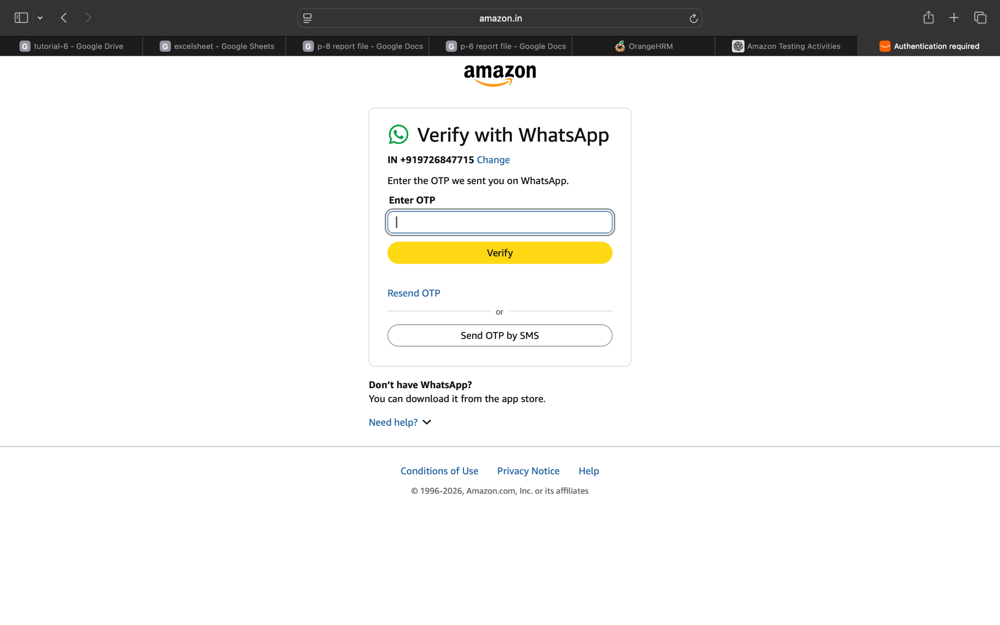 amazon.in
tutorial-6 - Google Drive
excelsheet - Google Sheets
p-8 report file - Google Docs
p-6 report file - Google Docs
OrangeHRM
Amazon Testing Activities
Authentication required
amazon
Verify with WhatsApp
IN +919726847715 Change
Enter the OTP we sent you on WhatsApp.
Enter OTP
Verify
Resend OTP
or
Send OTP by SMS
Don’t have WhatsApp?
You can download it from the app store.
Need help?
Conditions of Use Privacy Notice Help
© 1996-2026, Amazon.com, Inc. or its affiliates